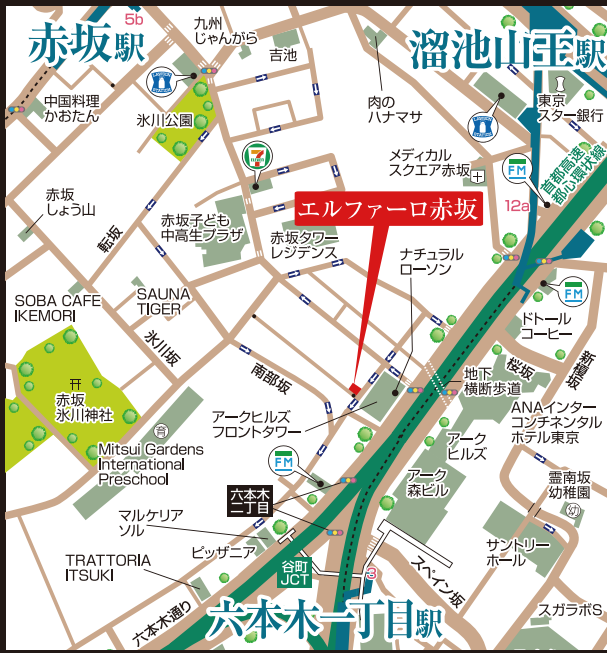 5b
赤坂駅
九州
じゃんがら
吉池
溜池山王駅
LAWSON
STATION
中国料理
かおたん
氷川公園
肉の
ハナマサ
LAWSON
STATION
東京
スター銀行
7
ELEVEN
メディカル
スクエア赤坂
FM
首都高速
都心環状線
赤坂
しょう山
転坂
赤坂子ども
中高生プラザ
エルファーロ赤坂
12a
赤坂タワー
レジデンス
ナチュラル
ローソン
SOBA CAFE
IKEMORI
SAUNA
TIGER
FM
ドトール
コーヒー
氷川坂
南部坂
地下
横断歩道
桜坂
新榎坂
赤坂
氷川神社
アークヒルズ
フロントタワー
ANAインター
コンチネンタル
ホテル東京
育
Mitsui Gardens
International
Preschool
アーク
ヒルズ
FM
アーク
森ビル
霊南坂
幼稚園
幼
六本木
二丁目
マルケリア
ソル
ピッザニア
サントリー
ホール
TRATTORIA
ITSUKI
谷町
JCT
3
スペイン坂
六本木通り
六本木一丁目駅
スガラボS